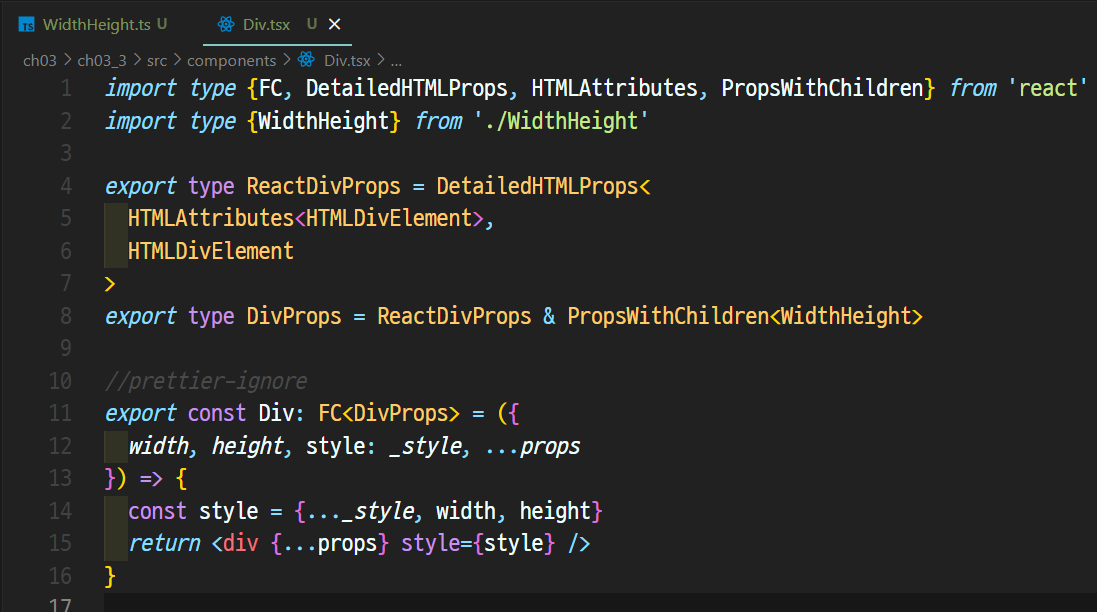 WidthHeight.ts U
Div.tsx U
ch03 > ch03_3 > src > components > Div.tsx > ...
1 import type {FC, DetailedHTMLProps, HTMLAttributes, PropsWithChildren} from 'react'
2 import type {WidthHeight} from './WidthHeight'
3
4 export type ReactDivProps = DetailedHTMLProps<
5 HTMLAttributes<HTMLDivElement>,
6 HTMLDivElement
7 >
8 export type DivProps = ReactDivProps & PropsWithChildren<WidthHeight>
9
10 //prettier-ignore
11 export const Div: FC<DivProps> = ({
12 width, height, style: _style, ...props
13 }) => {
14 const style = {..._style, width, height}
15 return <div {...props} style={style} />
16 }
17